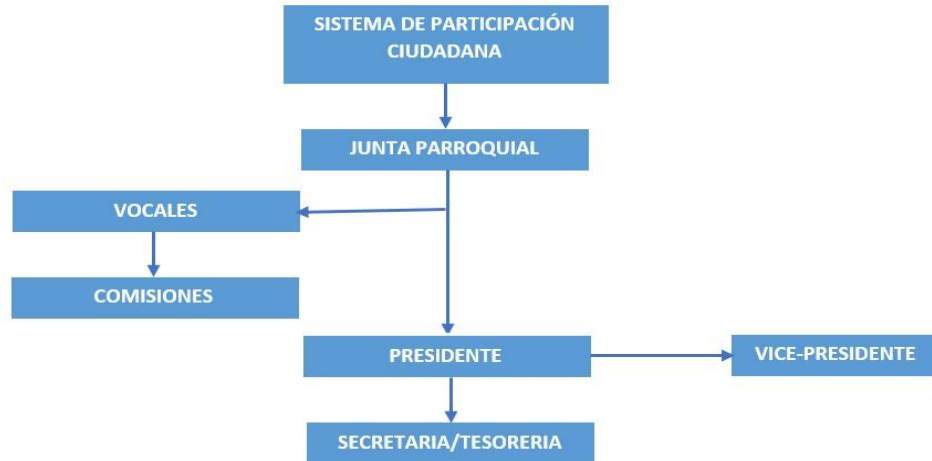 SISTEMA DE PARTICIPACIÓN
CIUDADANA
JUNTA PARROQUIAL
VOCALES
COMISIONES
PRESIDENTE
VICE-PRESIDENTE
SECRETARIA/TESORERIA